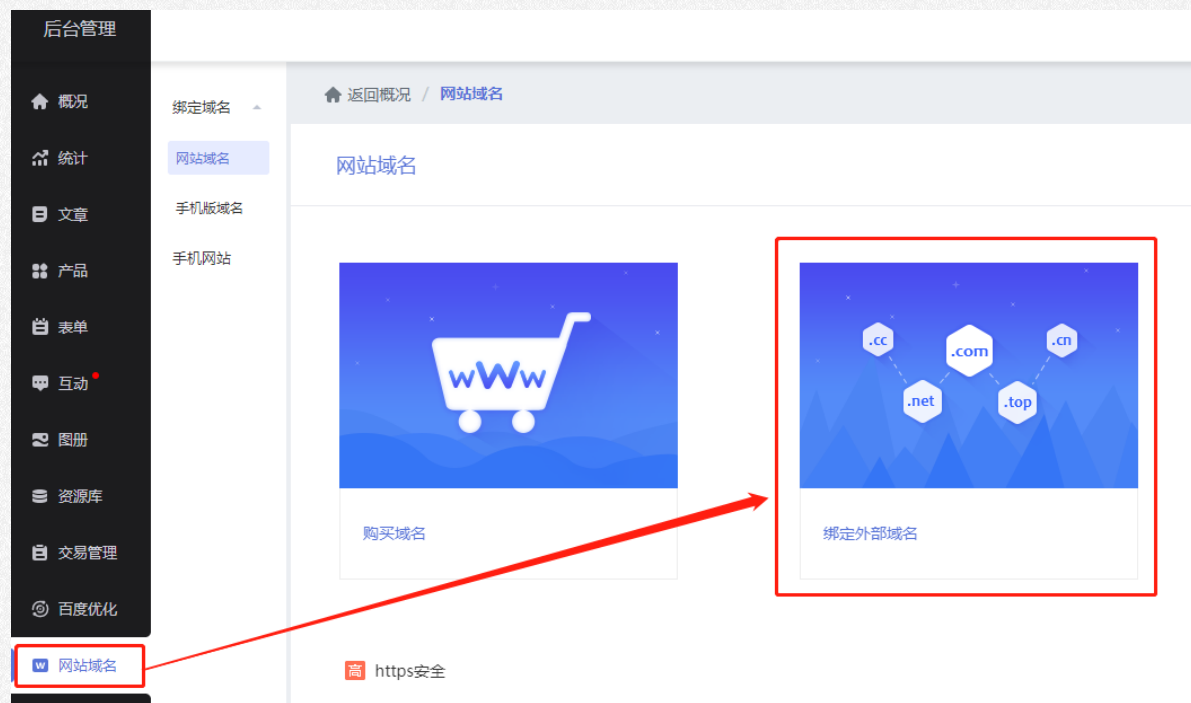 后台管理
概况
统计
文章
产品
表单
互动
图册
资源库
交易管理
百度优化
网站域名
绑定域名
网站域名
手机版域名
手机网站
返回概况 / 网站域名
网站域名
www
购买域名
.cc
.com
.cn
.net
.top
绑定外部域名
高 https安全